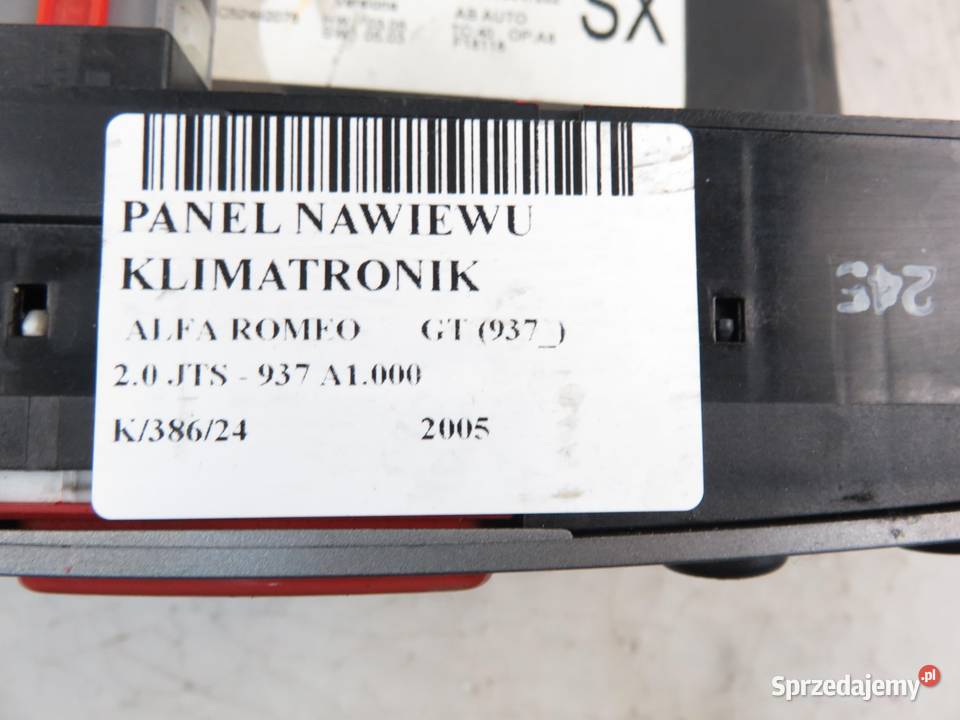 SX
AB AUTO
PANEL NAWIEWU
KLIMATRONIK
ALFA ROMEO GT (937_)
2.0 JTS - 937 A1.000
K/386/24 2005
245
Sprzedajemy.pl